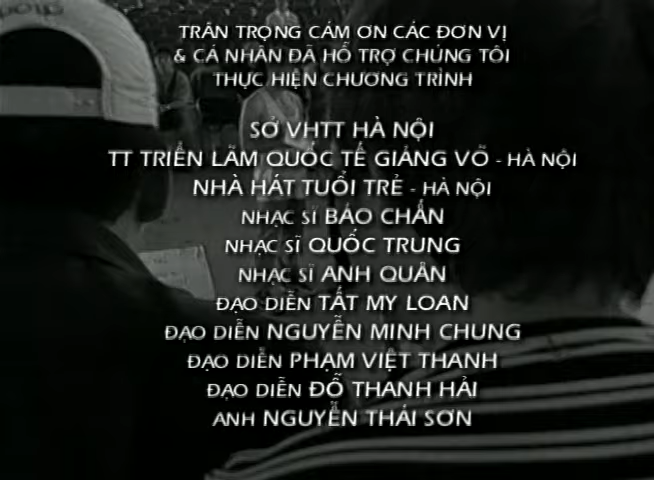 TRÂN TRỌNG CÁM ƠN CÁC ĐƠN VỊ
& CÁ NHÂN ĐÃ HỖ TRỢ CHÚNG TÔI
THỰC HIỆN CHƯƠNG TRÌNH
SỞ VHTT HÀ NỘI
TT TRIỂN LÃM QUỐC TẾ GIẢNG VÕ - HÀ NỘI
NHÀ HÁT TUỔI TRẺ - HÀ NỘI
NHẠC SĨ BẢO CHẤN
NHẠC SĨ QUỐC TRUNG
NHẠC SĨ ANH QUÂN
ĐẠO DIỄN TẤT MY LOAN
ĐẠO DIỄN NGUYỄN MINH CHUNG
ĐẠO DIỄN PHẠM VIỆT THANH
ĐẠO DIỄN ĐỖ THANH HẢI
ANH NGUYỄN THÁI SƠN